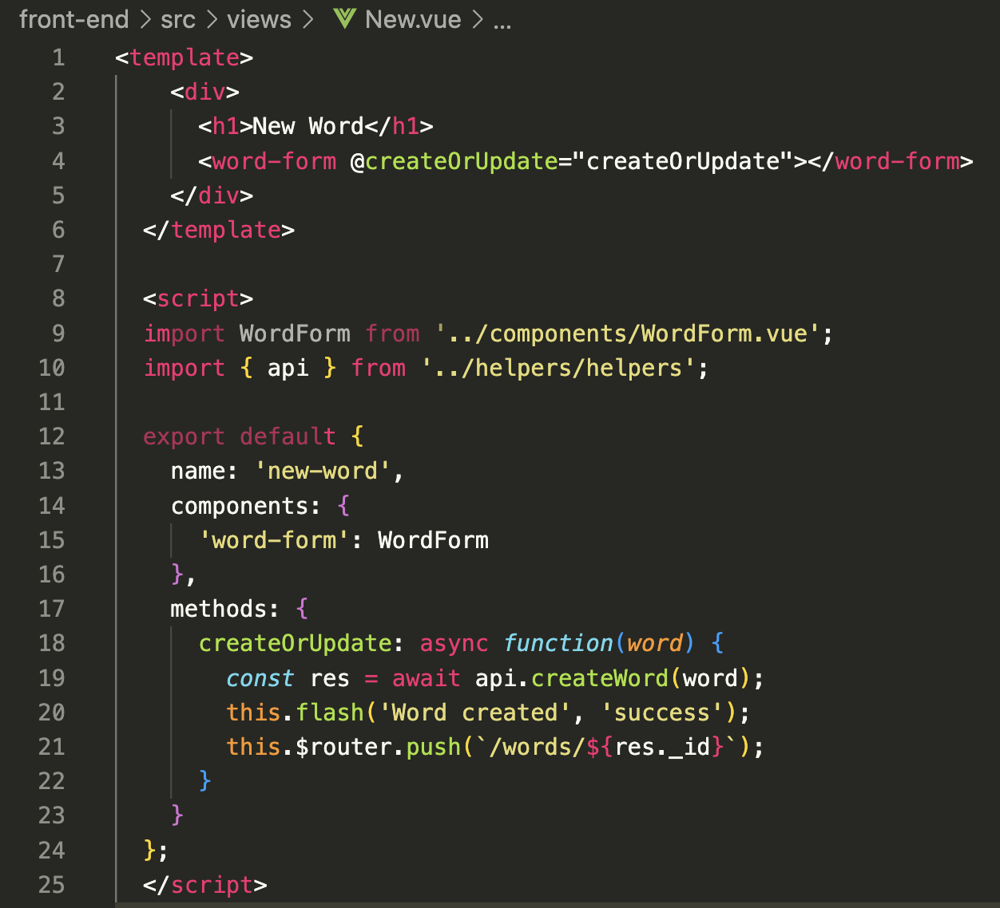 front-end > src > views > New.vue > ...
1 <template>
2 <div>
3 <h1>New Word</h1>
4 <word-form @createOrUpdate="createOrUpdate"></word-form>
5 </div>
6 </template>
7
8 <script>
9 import WordForm from '../components/WordForm.vue';
10 import { api } from '../helpers/helpers';
11
12 export default {
13 name: 'new-word',
14 components: {
15 'word-form': WordForm
16 },
17 methods: {
18 createOrUpdate: async function(word) {
19 const res = await api.createWord(word);
20 this.flash('Word created', 'success');
21 this.$router.push(`/words/${res._id}`);
22 }
23 }
24 };
25 </script>